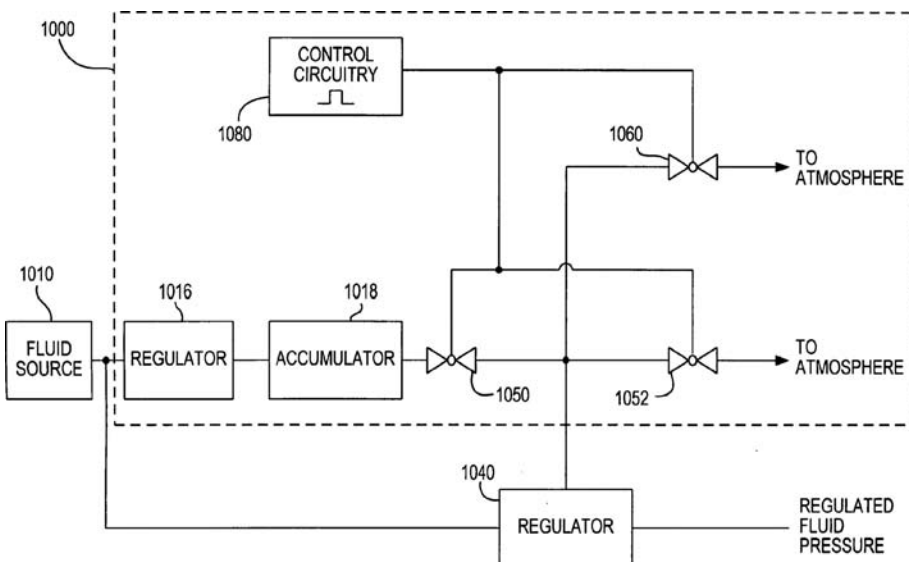 1000
CONTROL
CIRCUITRY
1080
1060
TO
ATMOSPHERE
1010
1016
1018
FLUID
SOURCE
REGULATOR
ACCUMULATOR
1050
1052
TO
ATMOSPHERE
1040
REGULATOR
REGULATED
FLUID
PRESSURE